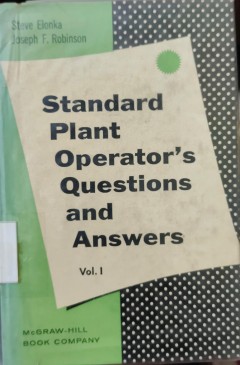 Steve Elonka
Joseph F. Robinson
Standard
Plant
Operator's
Questions
and
Answers
Vol. I
McGRAW-HILL
BOOK COMPANY